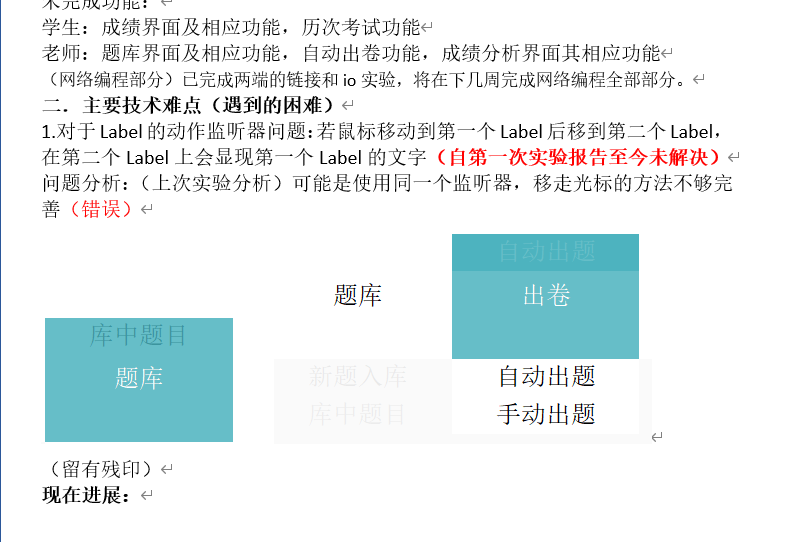 未完成功能：
学生：成绩界面及相应功能，历次考试功能
老师：题库界面及相应功能，自动出卷功能，成绩分析界面其相应功能
（网络编程部分）已完成两端的链接和 io 实验，将在下几周完成网络编程全部部分。
二．主要技术难点（遇到的困难）
1.对于 Label 的动作监听器问题：若鼠标移动到第一个 Label 后移到第二个 Label，
在第二个 Label 上会显现第一个 Label 的文字（自第一次实验报告至今未解决）
问题分析：（上次实验分析）可能是使用同一个监听器，移走光标的方法不够完
善（错误）
库中题目
题库
题库
新题入库
库中题目
自动出题
出卷
自动出题
手动出题
（留有残印）
现在进展：